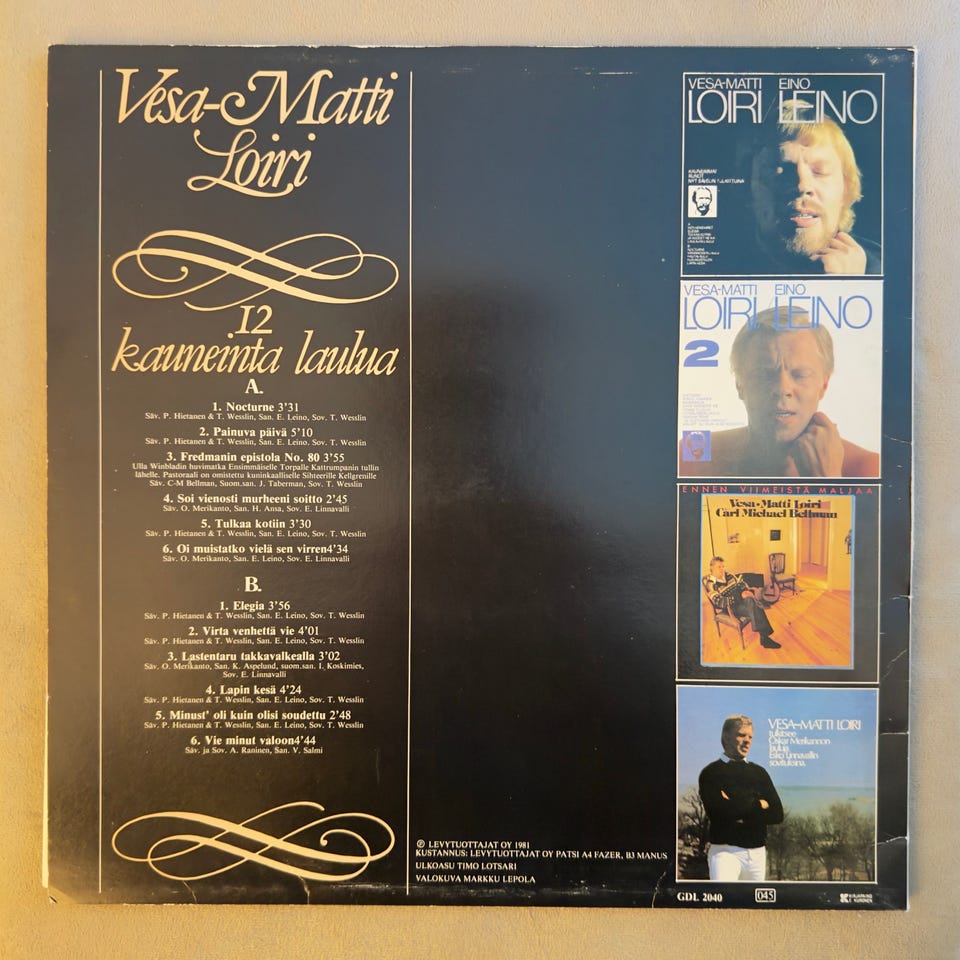 Vesa-Matti
Loiri
12
kauneinta laulua
A.
1. Nocturne 3'31
Säv. P. Hietanen & T. Wesslin, San. E. Leino, Sov. T. Wesslin
2. Painuva päivä 5'10
Säv. P. Hietanen & T. Wesslin, San. E. Leino. Sov. T. Wesslin
3. Fredmanin epistola No. 80 3'55
Ulla Winbladin huvimatka Ensimmäiselle Torpalle Kattrumpanin tullin
lähelle. Pastoraali on omistettu kuninkaalliselle Sihteerille Kellgrenille
Säv. C-M Bellman, Suom.san. J. Taberman, Sov. T. Wesslin
4. Soi vienosti murheeni soitto 2'45
Säv. O. Merikanto, San. H. Ansa, Sov. E. Linnavalli
5. Tulkaa kotiin 3'30
Säv. P. Hietanen & T. Wesslin, San. E. Leino, Sov. T. Wesslin
6. Oi muistatko vielä sen virren4'34
Säv. O. Merikanto, San. E. Leino, Sov. E. Linnavalli
B.
1. Elegia 3'56
Säv. P. Hietanen & T. Wesslin, San. E. Leino, Sov. T. Wesslin
2. Virta venhettä vie 4'01
Säv. P. Hietanen & T. Wesslin, San. E. Leino, Sov. T. Wesslin
3. Lastentaru takkavalkealla 3'02
Säv. O. Merikanto, San. K. Aspelund, suom.san. I. Koskimies,
Sov. E. Linnavalli
4. Lapin kesä 4'24
Säv. P. Hietanen & T. Wesslin, San. E. Leino, Sov. T. Wesslin
5. Minust' oli kuin olisi soudettu 2'48
Säv. P. Hietanen & T. Wesslin, San. E. Leino, Sov. T. Wesslin
6. Vie minut valoon4'44
Säv. ja Sov. A. Raninen, San. V. Salmi
℗ LEVYTUOTTAJAT OY 1981
KUSTANNUS: LEVYTUOTTAJAT OY PATSI A4 FAZER, B3 MANUS
ULKOASU TIMO LOTSARI
VALOKUVA MARKKU LEPOLA
VESA-MATTI EINO
LOIRI LEINO
KAUNEIMMAT
RUNOT
NYT SÄVELIN TULKITTUINA
VESA-MATTI EINO
LOIRI LEINO
2
ENNEN VIIMEISTÄ MALJAA
Vesa-Matti Loiri
Carl Michael Bellman
VESA-MATTI LOIRI
tulkitsee
Oskar Merikannon
lauluja
Esko Linnavallin
sovituksina.
GDL 2040
045
KIRJAPAINO
E. KURONEN